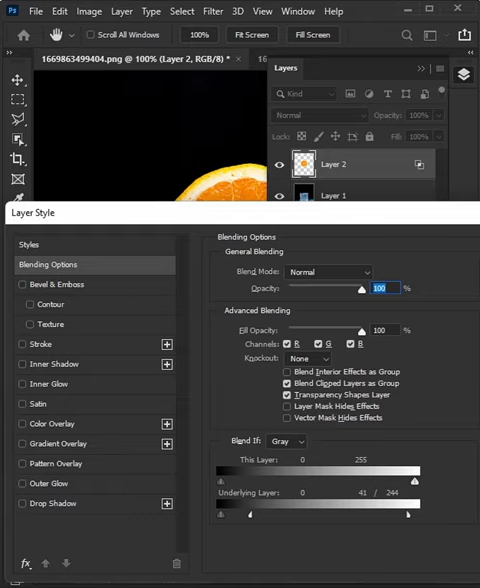 Ps File Edit Image Layer Type Select Filter 3D View Window Help
Scroll All Windows 100% Fit Screen Fill Screen
1669863499404.png @ 100% (Layer 2, RGB/8) * × 16
Layers
Kind
Normal Opacity: 100%
Lock: Fill: 100%
Layer 2
Layer 1
Layer Style
Styles
Blending Options
Bevel & Emboss
Contour
Texture
Stroke
Inner Shadow
Inner Glow
Satin
Color Overlay
Gradient Overlay
Pattern Overlay
Outer Glow
Drop Shadow
fx
Blending Options
General Blending
Blend Mode: Normal
Opacity: 100 %
Advanced Blending
Fill Opacity: 100 %
Channels: R G B
Knockout: None
Blend Interior Effects as Group
Blend Clipped Layers as Group
Transparency Shapes Layer
Layer Mask Hides Effects
Vector Mask Hides Effects
Blend If: Gray
This Layer: 0 255
Underlying Layer: 0 41 / 244